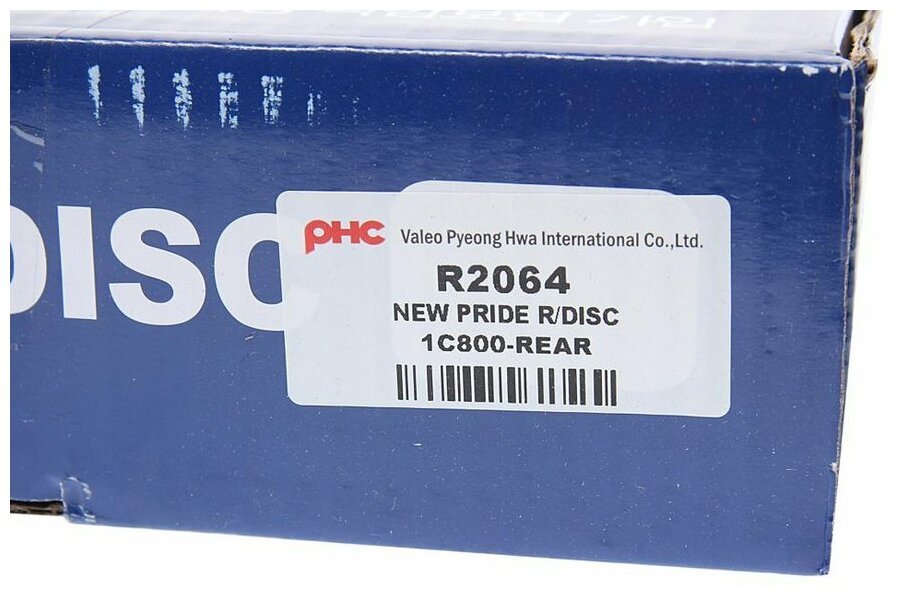 DISC
PHC Valeo Pyeong Hwa International Co.,Ltd.
R2064
NEW PRIDE R/DISC
1C800-REAR